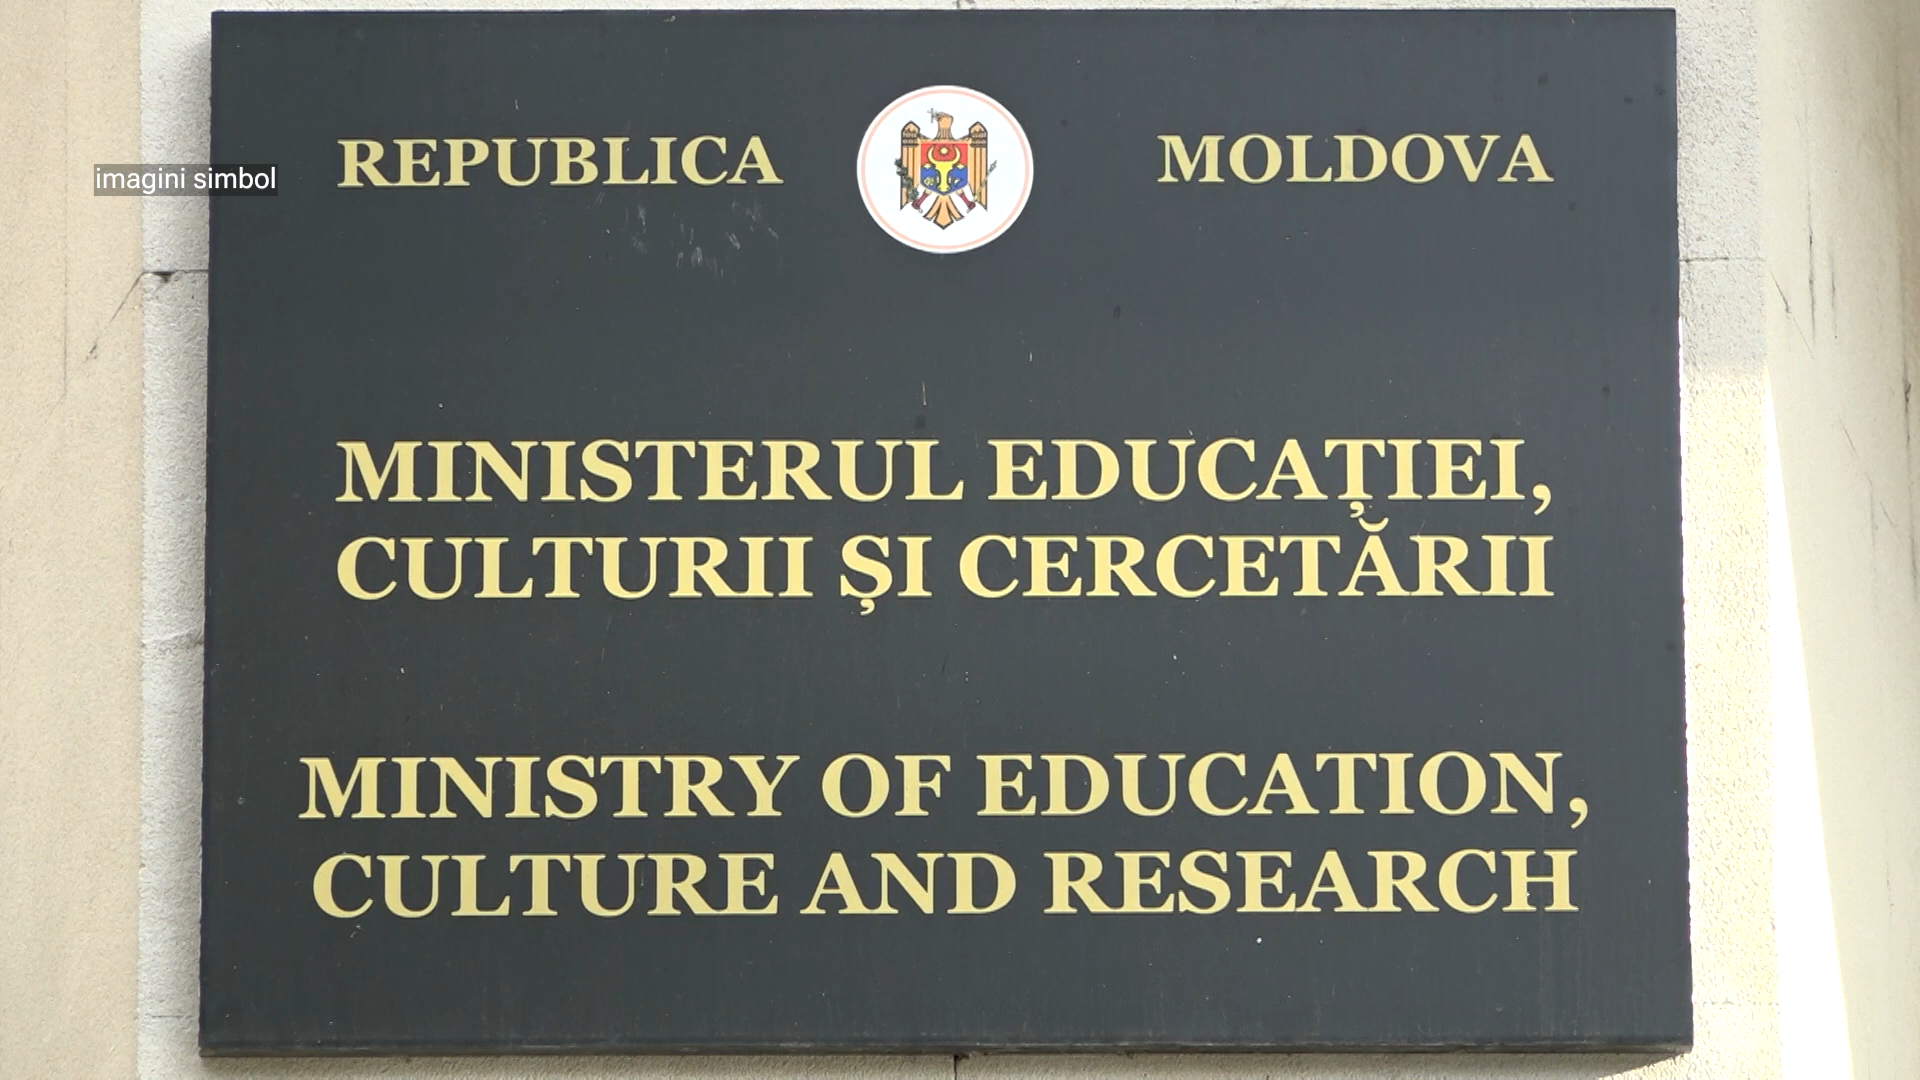 REPUBLICA MOLDOVA
imagini simbol
MINISTERUL EDUCAȚIEI,
CULTURII ȘI CERCETĂRII
MINISTRY OF EDUCATION,
CULTURE AND RESEARCH